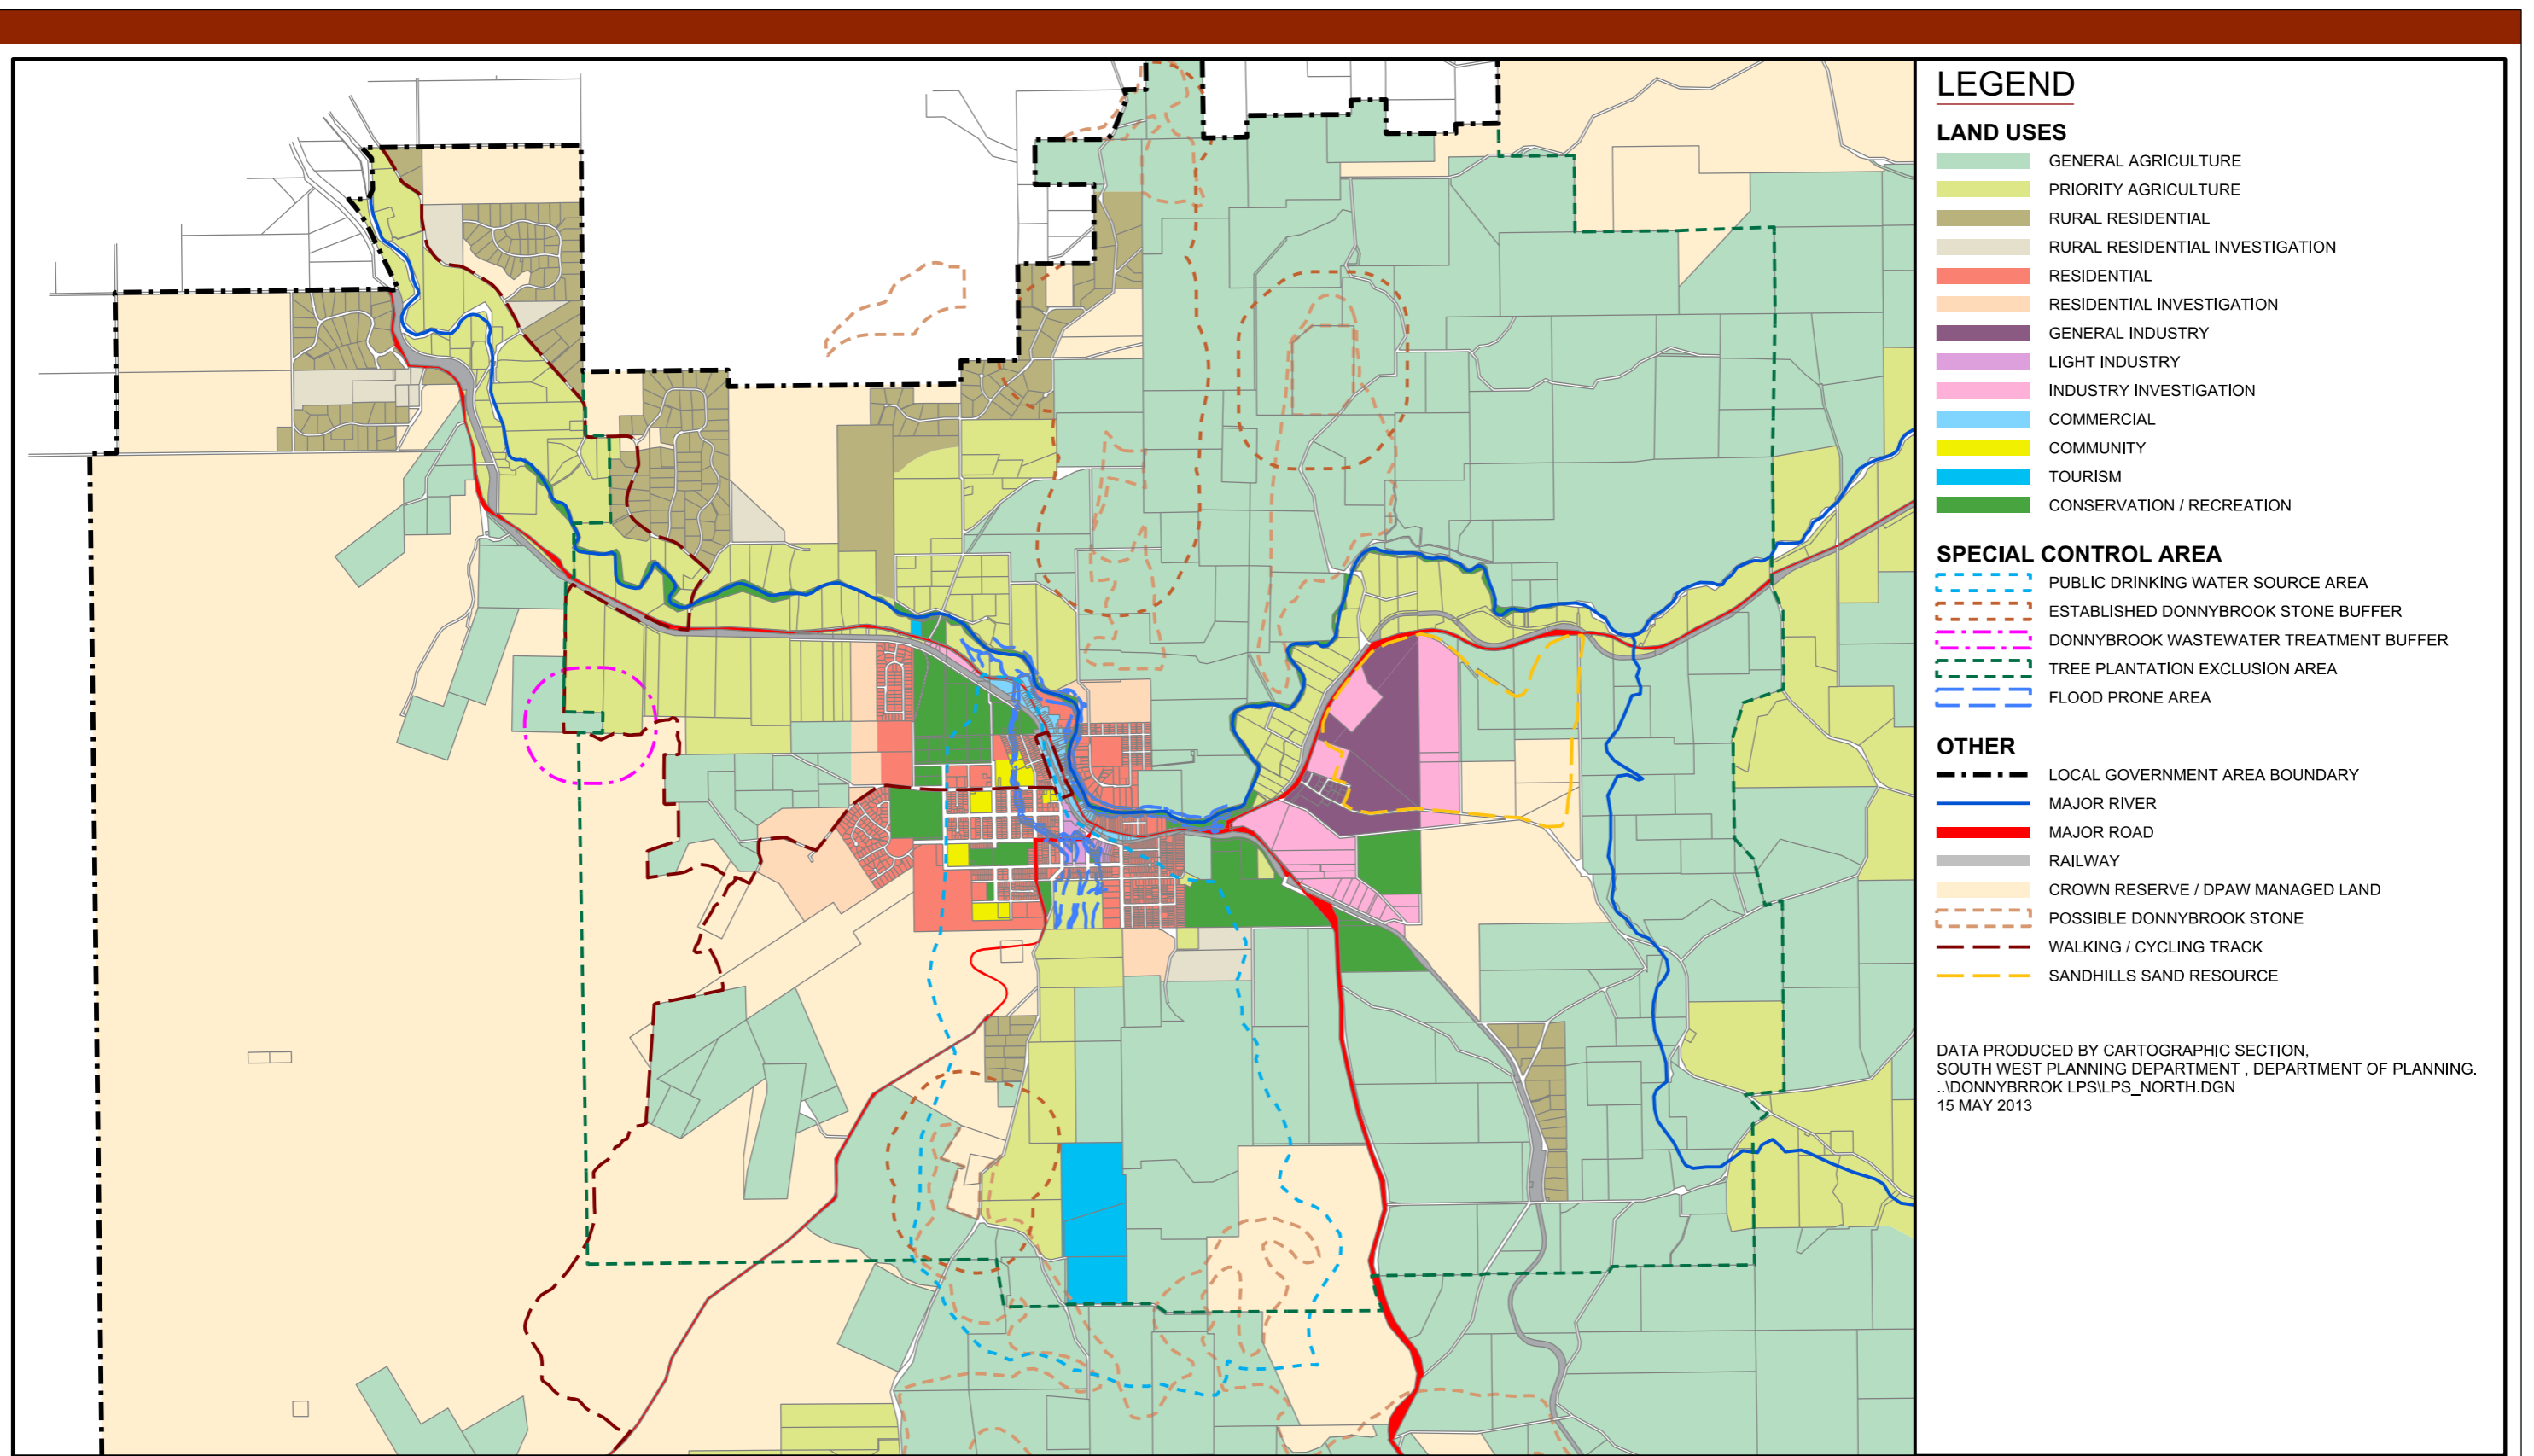 LEGEND
LAND USES
GENERAL AGRICULTURE
PRIORITY AGRICULTURE
RURAL RESIDENTIAL
RURAL RESIDENTIAL INVESTIGATION
RESIDENTIAL
RESIDENTIAL INVESTIGATION
GENERAL INDUSTRY
LIGHT INDUSTRY
INDUSTRY INVESTIGATION
COMMERCIAL
COMMUNITY
TOURISM
CONSERVATION / RECREATION
SPECIAL CONTROL AREA
PUBLIC DRINKING WATER SOURCE AREA
ESTABLISHED DONNYBROOK STONE BUFFER
DONNYBROOK WASTEWATER TREATMENT BUFFER
TREE PLANTATION EXCLUSION AREA
FLOOD PRONE AREA
OTHER
LOCAL GOVERNMENT AREA BOUNDARY
MAJOR RIVER
MAJOR ROAD
RAILWAY
CROWN RESERVE / DPAW MANAGED LAND
POSSIBLE DONNYBROOK STONE
WALKING / CYCLING TRACK
SANDHILLS SAND RESOURCE
DATA PRODUCED BY CARTOGRAPHIC SECTION,
SOUTH WEST PLANNING DEPARTMENT , DEPARTMENT OF PLANNING.
..\DONNYBRROK LPS\LPS_NORTH.DGN
15 MAY 2013